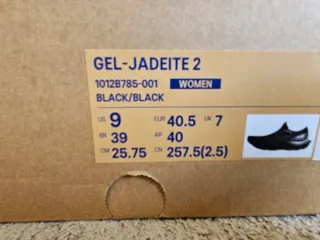 GEL-JADEITE 2
1012B785-001 WOMEN
BLACK/BLACK
US 9 EUR 40.5 UK 7
BR 39 AR 40
CM 25.75 CN 257.5(2.5)